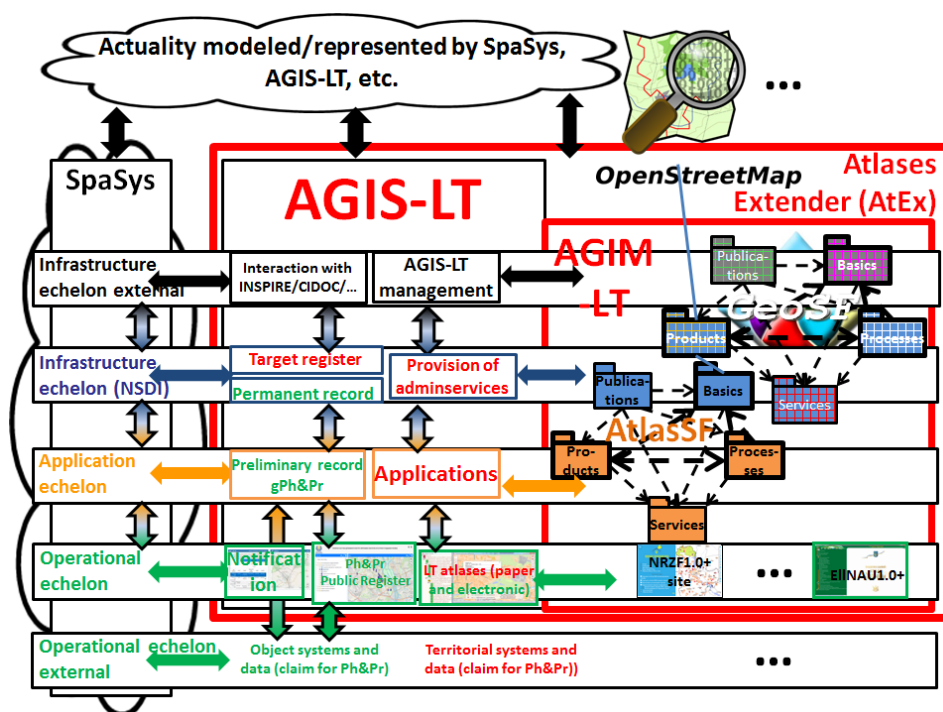 Actuality modeled/represented by SpaSys,
AGIS-LT, etc.
...
SpaSys
AGIS-LT
OpenStreetMap
Atlases
Extender (AtEx)
AGIM
-LT
Infrastructure
echelon external
Interaction with
INSPIRE/CIDOC/...
AGIS-LT
management
Publica-
tions
Basics
GeoSF
Products
Processes
Services
Infrastructure
echelon (NSDI)
Target register
Permanent record
Provision of
adminservices
Publica-
tions
Basics
AtlasSF
Application
echelon
Preliminary record
gPh&Pr
Applications
Pro-
ducts
Proces-
ses
Services
Operational
echelon
Notificat
ion
Ph&Pr
Public Register
LT atlases (paper
and electronic)
NRZF1.0+
site
...
EllNAU1.0+
Operational echelon
external
Object systems and
data (claim for Ph&Pr)
Territorial systems and
data (claim for Ph&Pr))
...